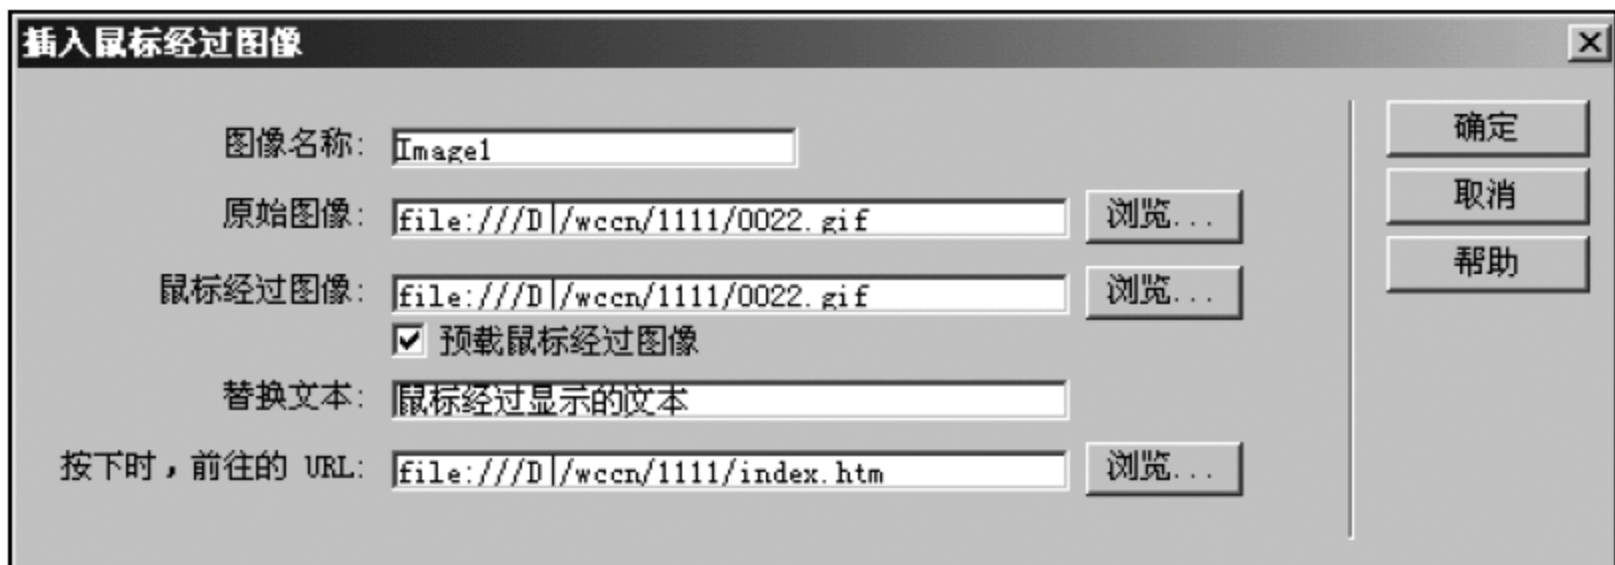 插入鼠标经过图像
图像名称: Image1
确定
原始图像: file:///D|/wccn/1111/0022.gif 浏览...
取消
鼠标经过图像: file:///D|/wccn/1111/0022.gif 浏览...
帮助
预载鼠标经过图像
替换文本: 鼠标经过显示的文本
按下时,前往的 URL: file:///D|/wccn/1111/index.htm 浏览...